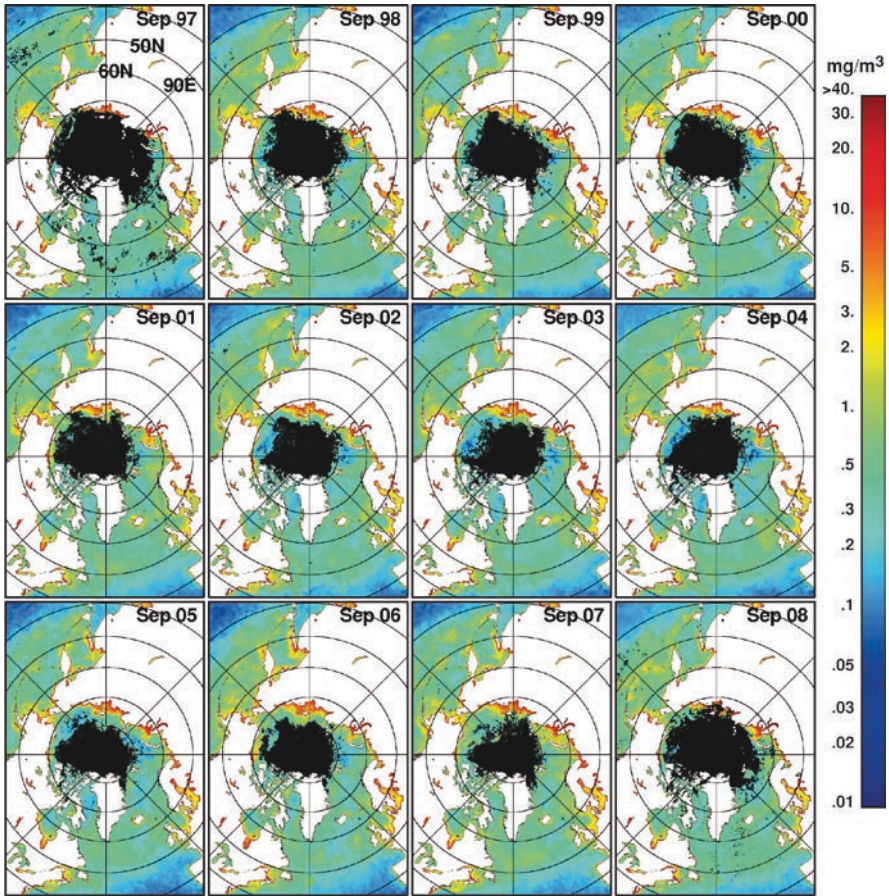 Sep 97
50N
60N
90E
Sep 98
Sep 99
Sep 00
mg/m³
>40.
30.
20.
10.
5.
3.
2.
1.
.5
.3
.2
.1
.05
.03
.02
.01
Sep 01
Sep 02
Sep 03
Sep 04
Sep 05
Sep 06
Sep 07
Sep 08